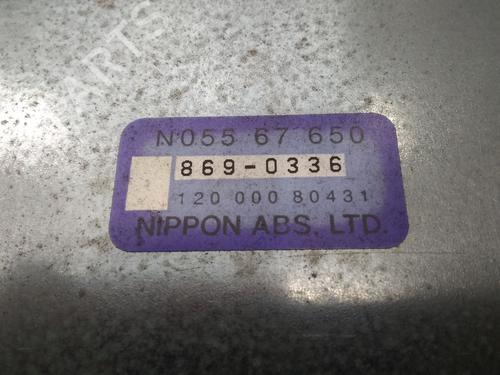 N055 67 650
869-0336
120 000 80431
NIPPON ABS, LTD.